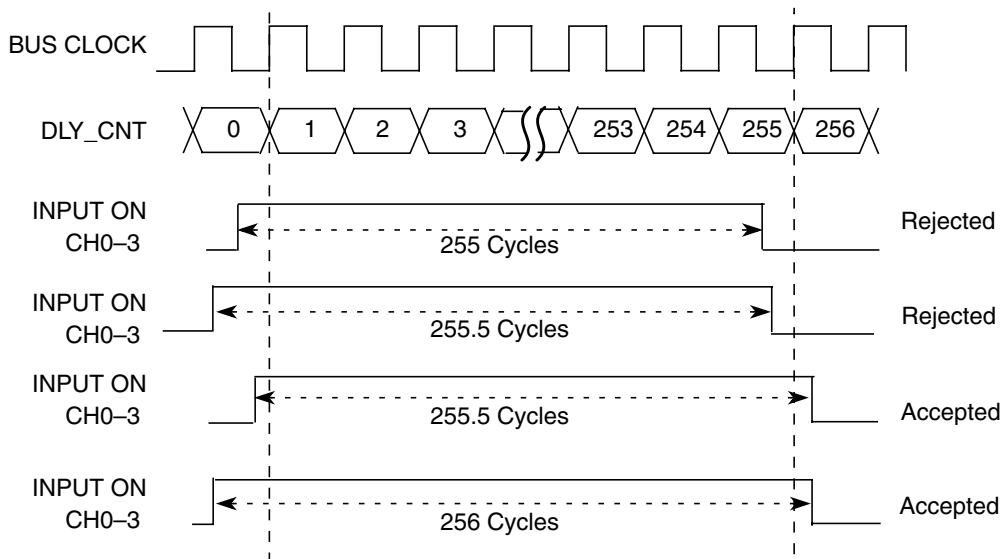 BUS CLOCK
DLY_CNT
0 1 2 3 253 254 255 256
INPUT ON
CH0–3
255 Cycles
Rejected
INPUT ON
CH0–3
255.5 Cycles
Rejected
INPUT ON
CH0–3
255.5 Cycles
Accepted
INPUT ON
CH0–3
256 Cycles
Accepted